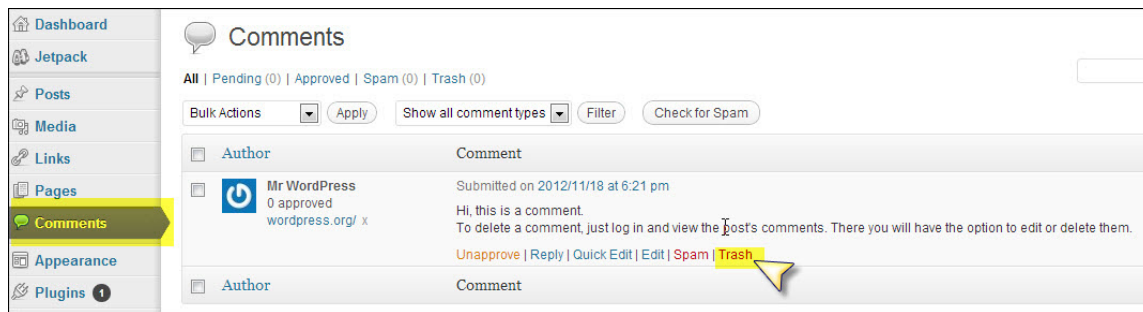 Dashboard
Jetpack
Posts
Media
Links
Pages
Comments
Appearance
Plugins 1
Comments
All | Pending (0) | Approved | Spam (0) | Trash (0)
Bulk Actions Apply Show all comment types Filter Check for Spam
Author Comment
Mr WordPress Submitted on 2012/11/18 at 6:21 pm
0 approved
wordpress.org/ x
Hi, this is a comment.
To delete a comment, just log in and view the post's comments. There you will have the option to edit or delete them.
Unapprove | Reply | Quick Edit | Edit | Spam | Trash
Author Comment